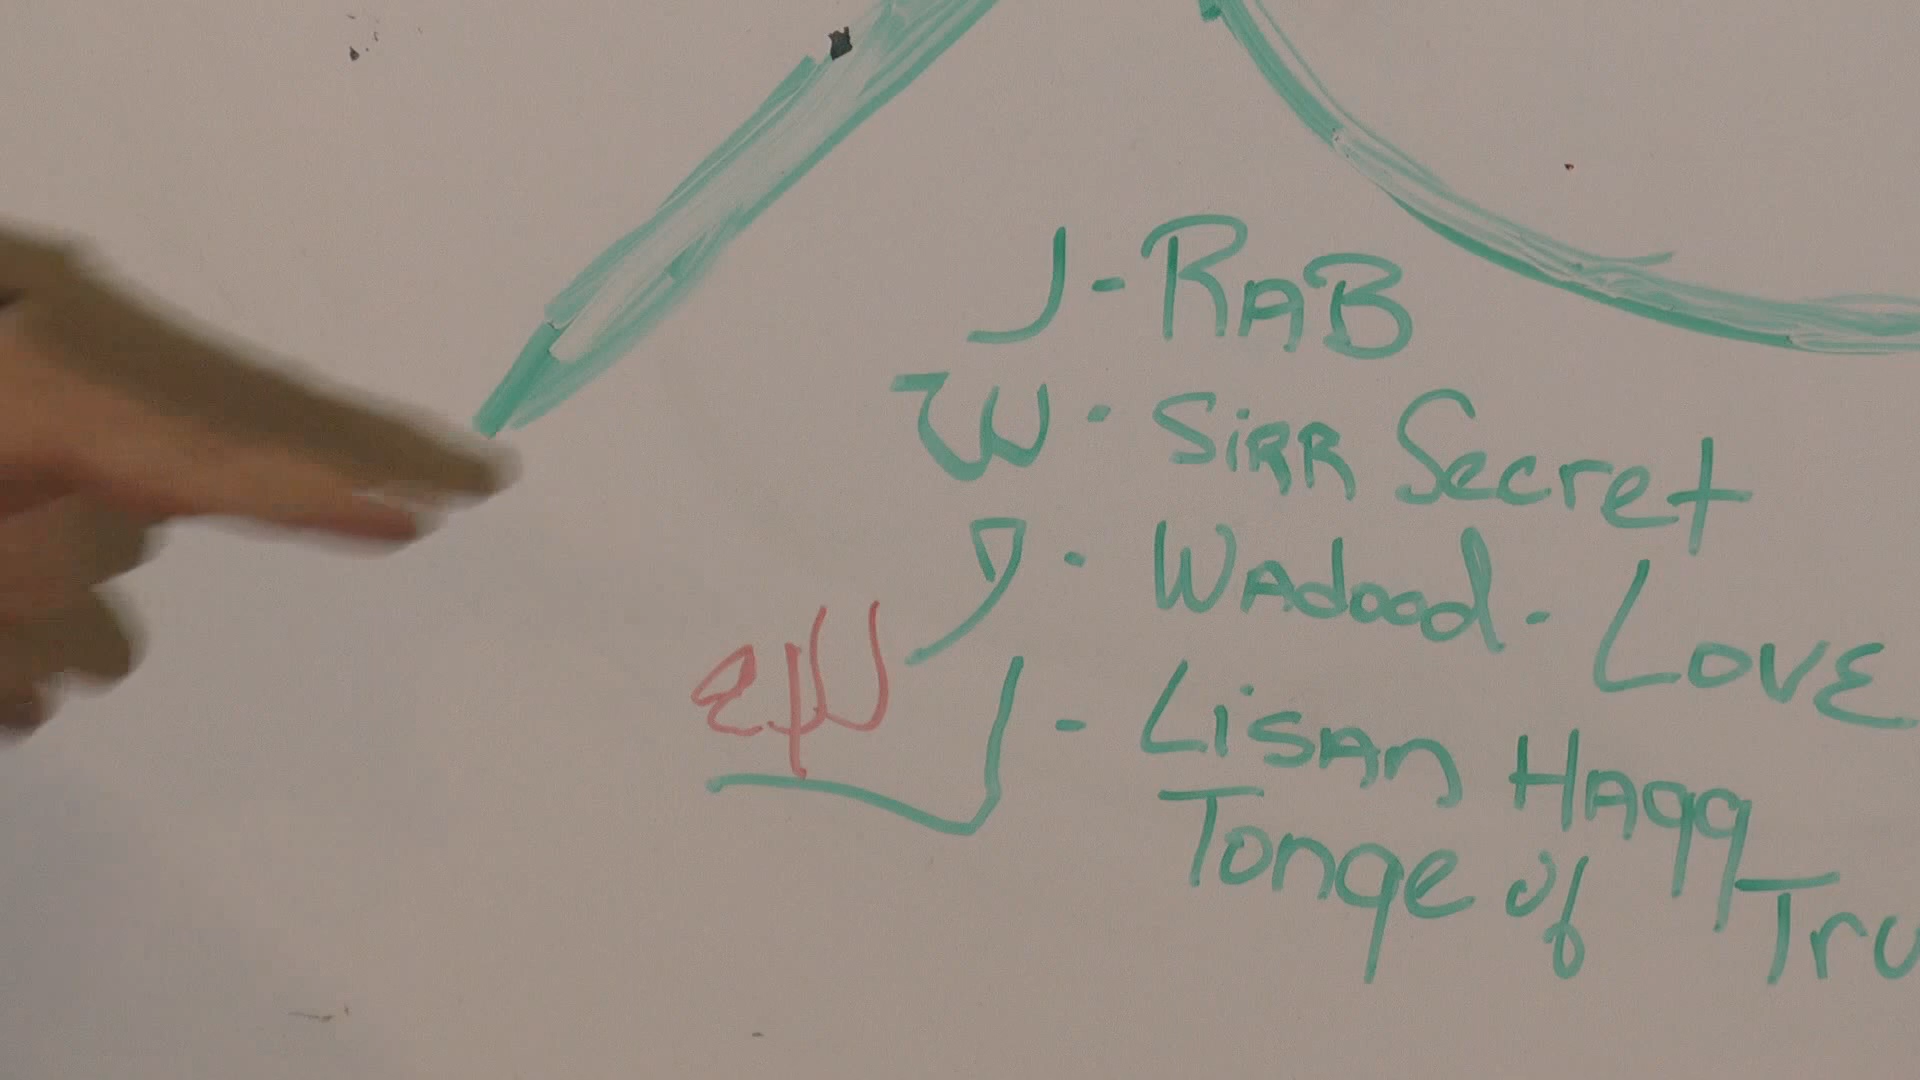 ر - RAB
س · SiRR Secret
و · WAdood - LOVE
ل - LiSAn HAqq
Tonge of Tru